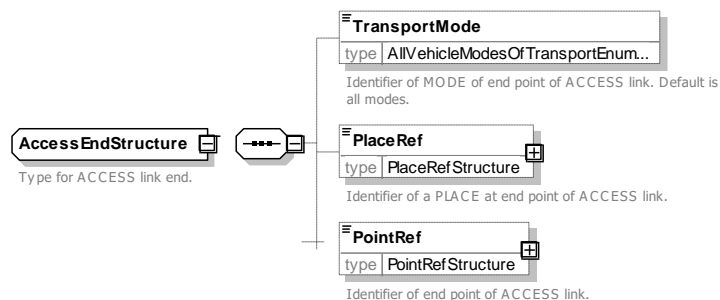 TransportMode
type AllVehicleModesOfTransportEnum...
Identifier of MODE of end point of ACCESS link. Default is
all modes.
AccessEndStructure
Type for ACCESS link end.
PlaceRef
type PlaceRefStructure
Identifier of a PLACE at end point of ACCESS link.
PointRef
type PointRefStructure
Identifier of end point of ACCESS link.